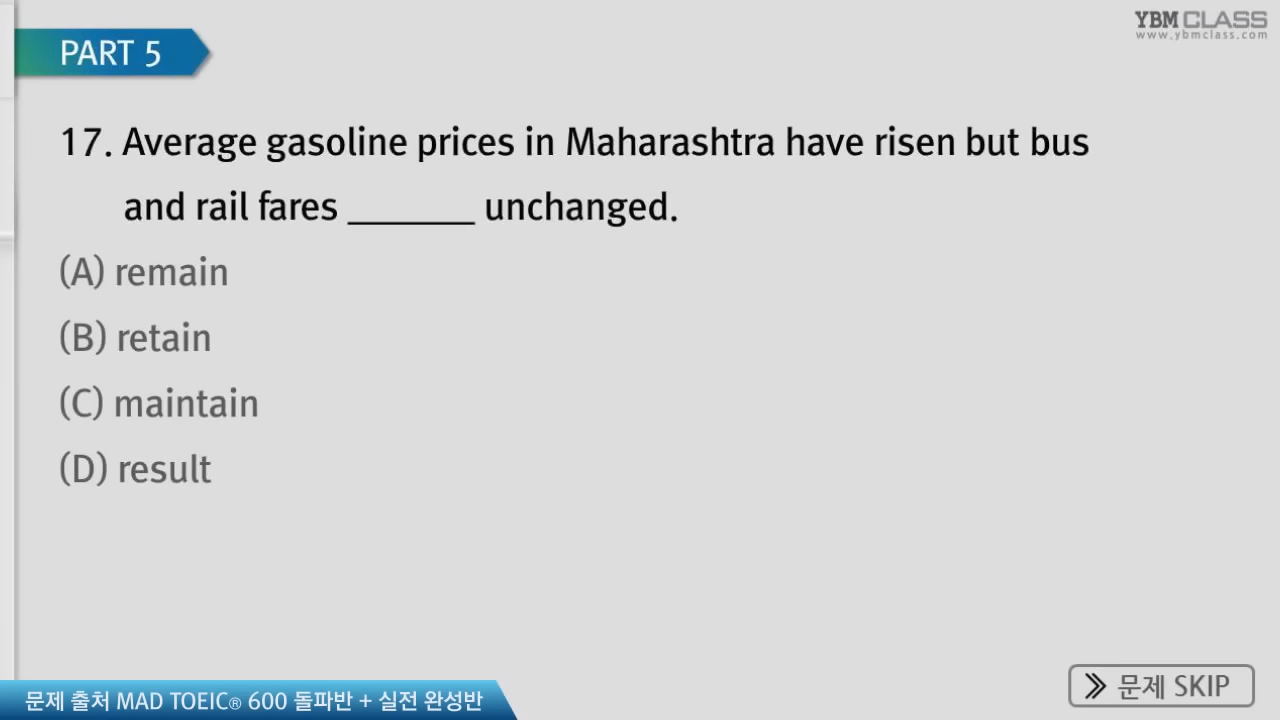 YBM CLASS
www.ybmclass.com
PART 5
17. Average gasoline prices in Maharashtra have risen but bus
and rail fares ______ unchanged.
(A) remain
(B) retain
(C) maintain
(D) result
문제 SKIP
문제 출처 MAD TOEIC® 600 돌파반 + 실전 완성반